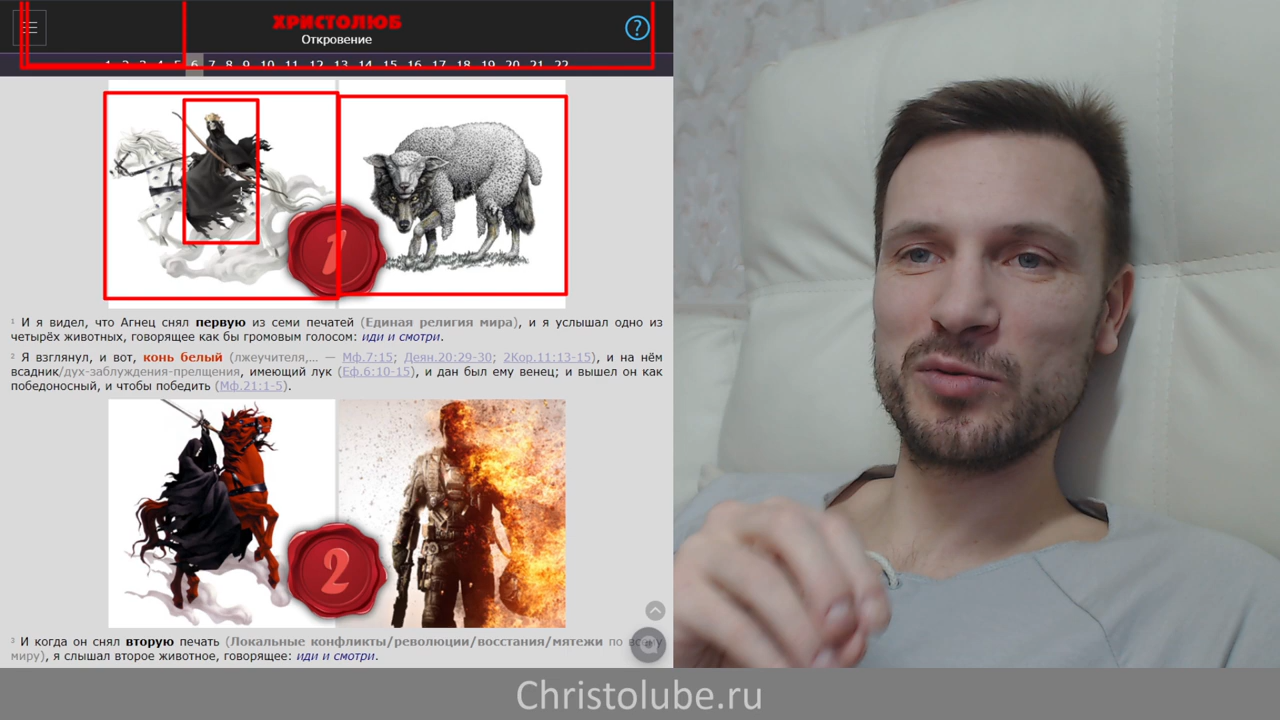 ХРИСТОЛЮБ
Откровение
?
1 2 3 4 5 6 7 8 9 10 11 12 13 14 15 16 17 18 19 20 21 22
1
1 И я видел, что Агнец снял первую из семи печатей (Единая религия мира), и я услышал одно из
четырёх животных, говорящее как бы громовым голосом: иди и смотри.
2 Я взглянул, и вот, конь белый (лжеучителя,... — Мф.7:15; Деян.20:29-30; 2Кор.11:13-15), и на нём
всадник/дух-заблуждения-прелщения, имеющий лук (Еф.6:10-15), и дан был ему венец; и вышел он как
победоносный, и чтобы победить (Мф.21:1-5).
2
3 И когда он снял вторую печать (Локальные конфликты/революции/восстания/мятежи по всему
миру), я слышал второе животное, говорящее: иди и смотри.
Christolube.ru